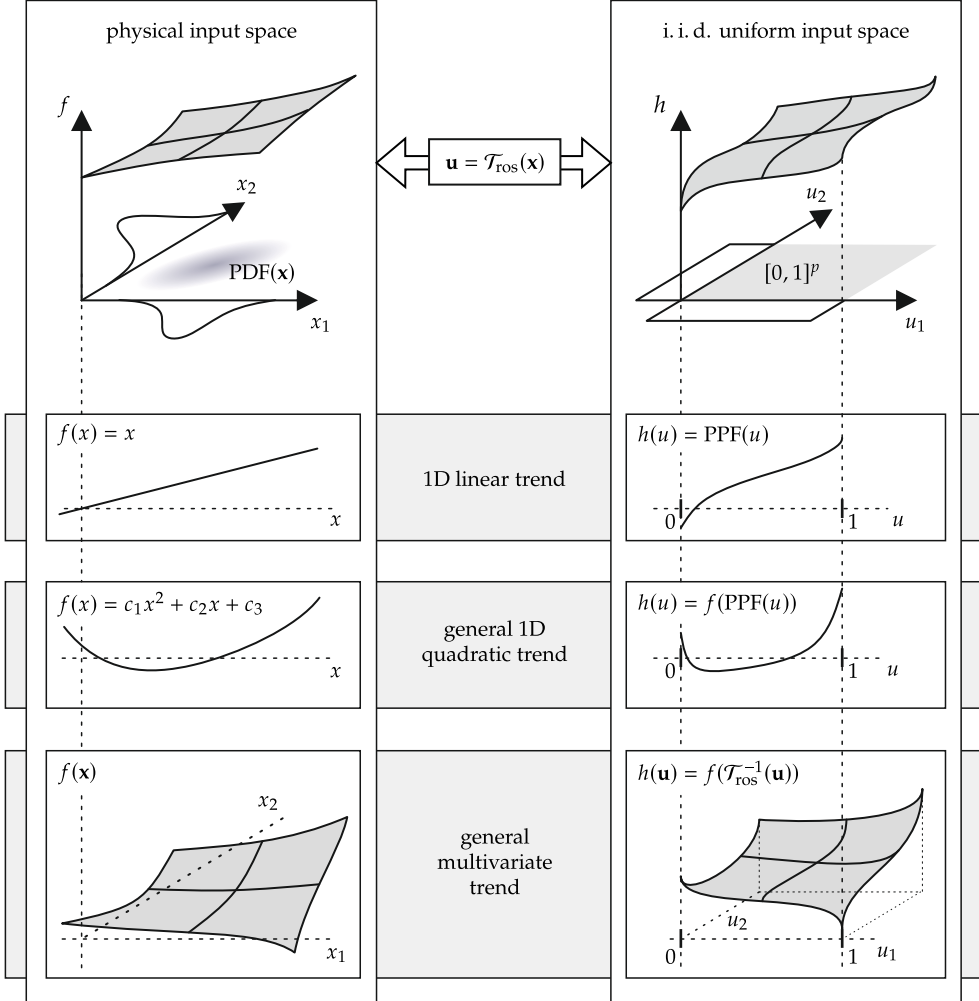 physical input space
i. i. d. uniform input space
f
h
u = 𝒯ros(x)
x2
u2
PDF(x)
[0, 1]^p
x1
u1
f(x) = x
1D linear trend
h(u) = PPF(u)
x
0
1
u
f(x) = c1x² + c2x + c3
general 1D
quadratic trend
h(u) = f(PPF(u))
x
0
1
u
f(x)
h(u) = f(𝒯ros⁻¹(u))
x2
general
multivariate
trend
u2
x1
0
1
u1